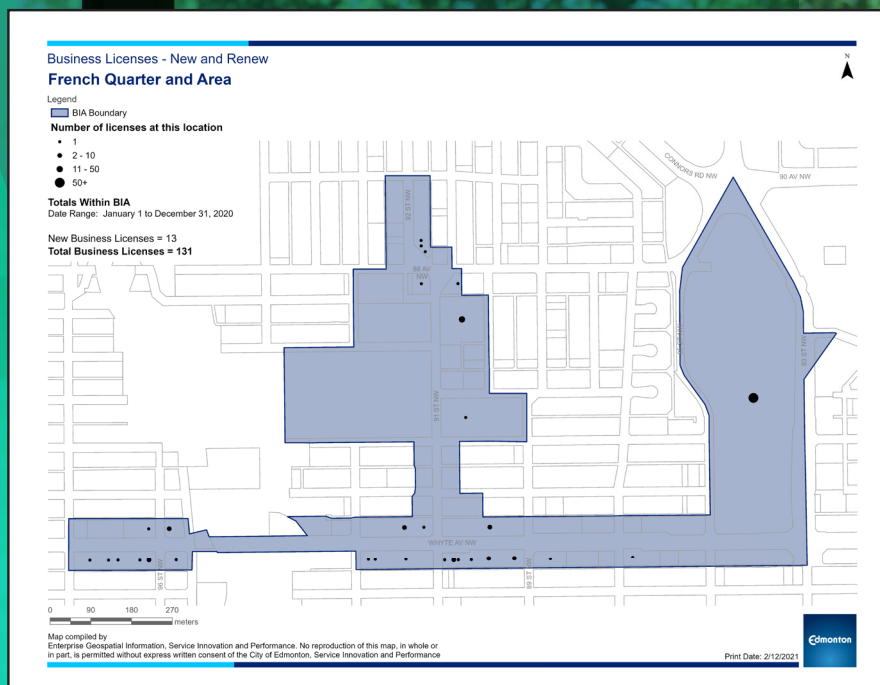 Business Licenses - New and Renew
French Quarter and Area
N
Legend
BIA Boundary
Number of licenses at this location
1
2 - 10
11 - 50
50+
Totals Within BIA
Date Range: January 1 to December 31, 2020
New Business Licenses = 13
Total Business Licenses = 131
CONNORS RD NW
90 AV NW
92 ST NW
88 AV
NW
83 ST NW
91 ST NW
WHYTE AV NW
96 ST NW
89 ST NW
0 90 180 270
meters
Map compiled by
Enterprise Geospatial Information, Service Innovation and Performance. No reproduction of this map, in whole or
in part, is permitted without express written consent of the City of Edmonton, Service Innovation and Performance
Print Date: 2/12/2021
Edmonton